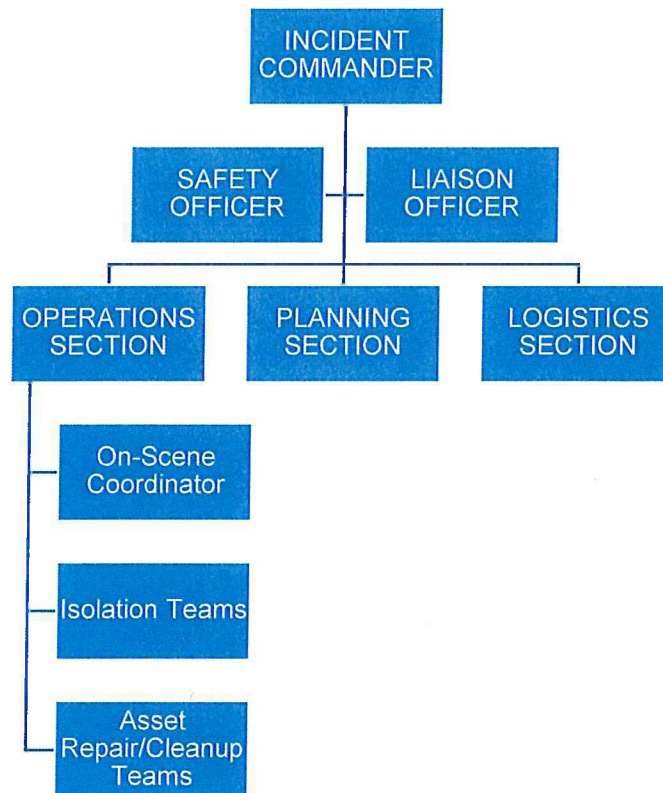 INCIDENT
COMMANDER
SAFETY
OFFICER
LIAISON
OFFICER
OPERATIONS
SECTION
PLANNING
SECTION
LOGISTICS
SECTION
On-Scene
Coordinator
Isolation Teams
Asset
Repair/Cleanup
Teams